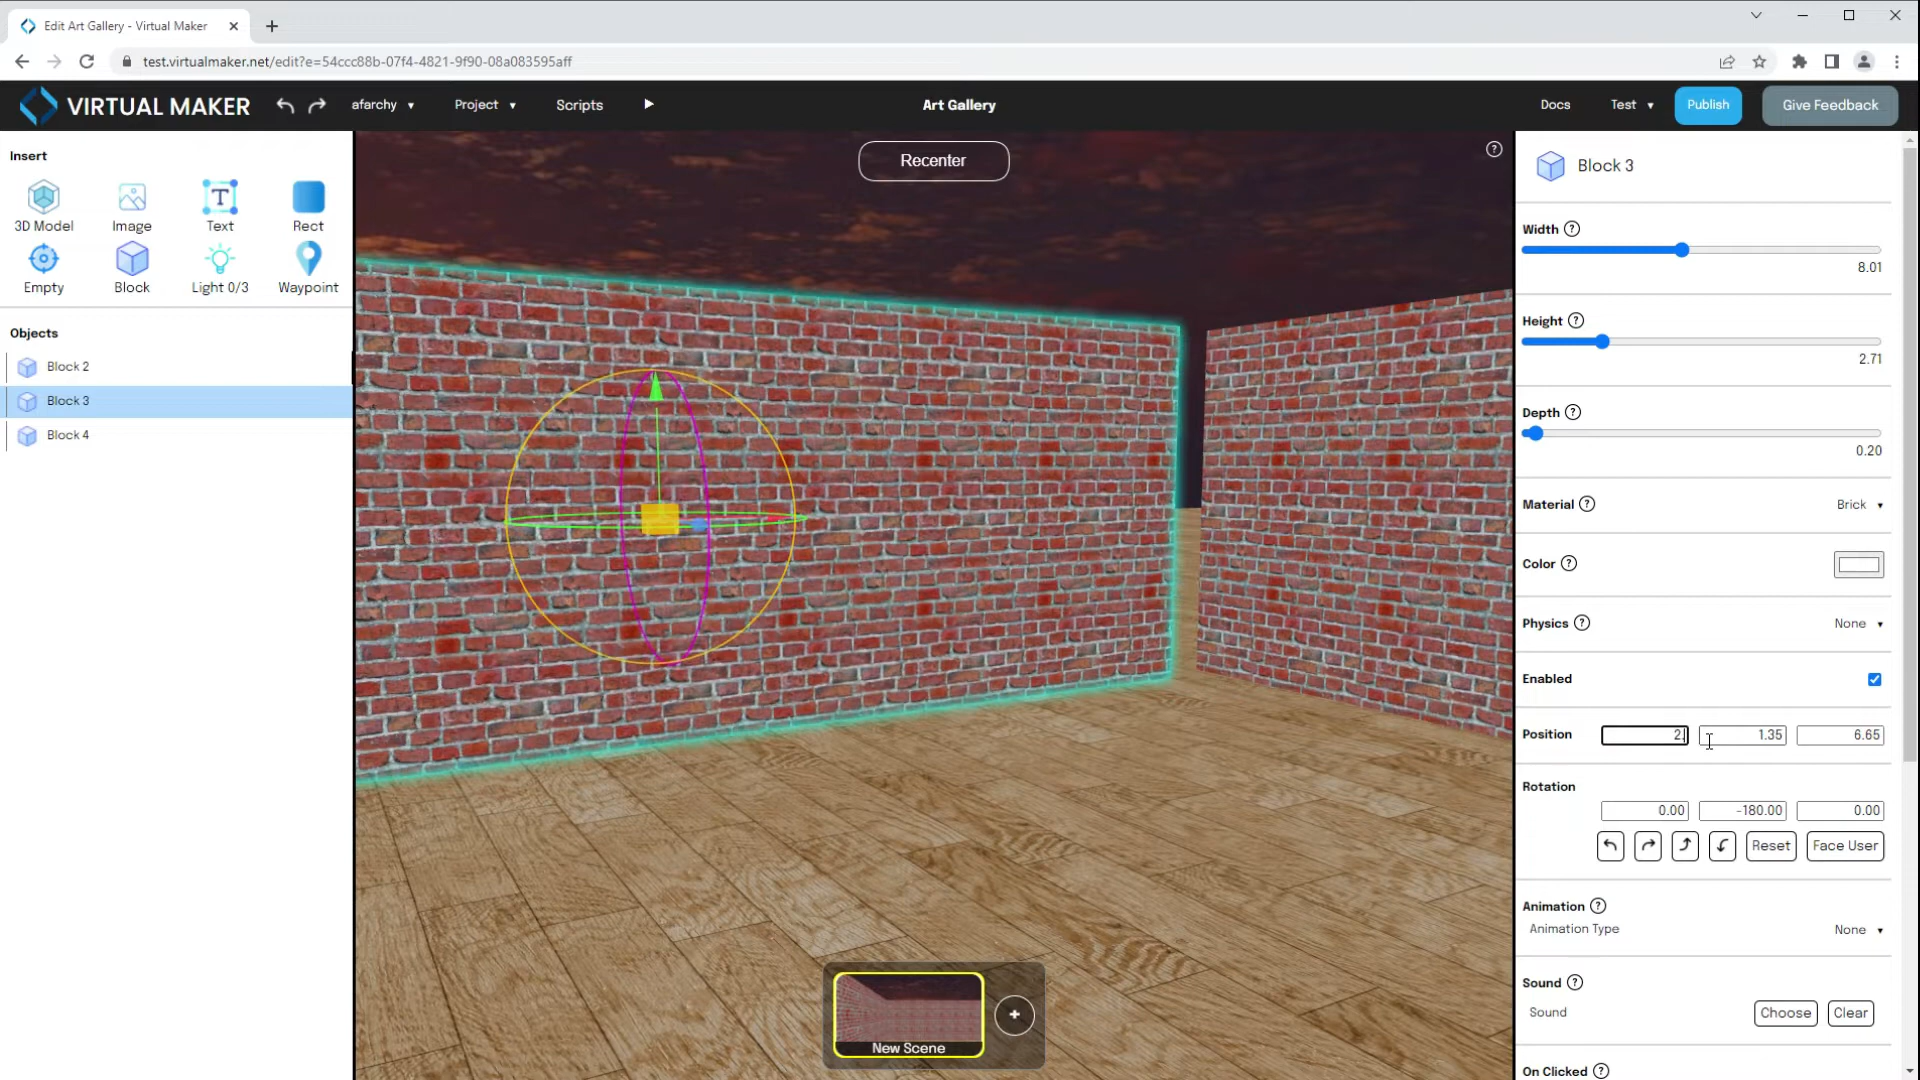 Edit Art Gallery - Virtual Maker
test.virtualmaker.net/edit?e=54ccc88b-07f4-4821-9f90-08a083595aff
VIRTUAL MAKER
afarchy
Project
Scripts
Art Gallery
Docs
Test
Publish
Give Feedback
Insert
3D Model
Image
Text
Rect
Empty
Block
Light 0/3
Waypoint
Objects
Block 2
Block 3
Block 4
Recenter
New Scene
Block 3
Width
8.01
Height
2.71
Depth
0.20
Material
Brick
Color
Physics
None
Enabled
Position
2.
1.35
6.65
Rotation
0.00
-180.00
0.00
Reset
Face User
Animation
Animation Type
None
Sound
Sound
Choose
Clear
On Clicked